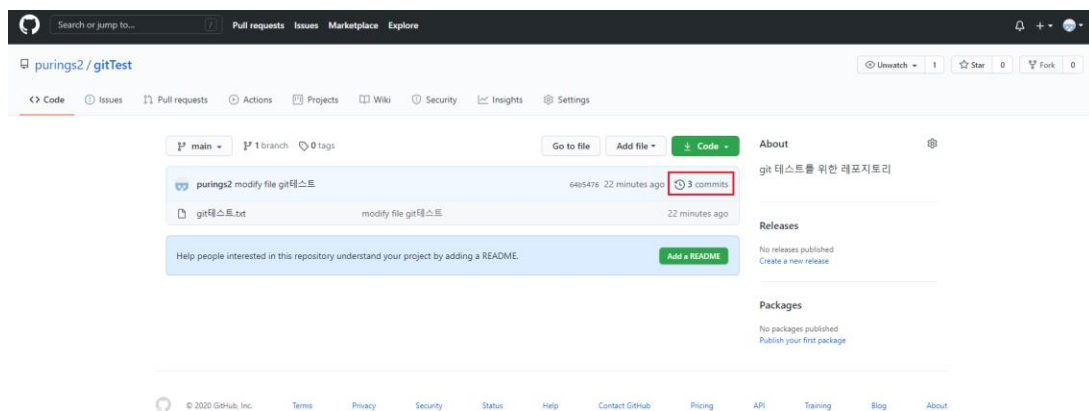 Search or jump to... / Pull requests Issues Marketplace Explore
purings2 / gitTest Unwatch 1 Star 0 Fork 0
Code Issues Pull requests Actions Projects Wiki Security Insights Settings
main 1 branch 0 tags Go to file Add file Code About
git 테스트를 위한 레포지토리
purings2 modify file git테스트 64b5476 22 minutes ago 3 commits
git테스트.txt modify file git테스트 22 minutes ago
Releases
Help people interested in this repository understand your project by adding a README. Add a README
No releases published
Create a new release
Packages
No packages published
Publish your first package
© 2020 GitHub, Inc. Terms Privacy Security Status Help Contact GitHub Pricing API Training Blog About